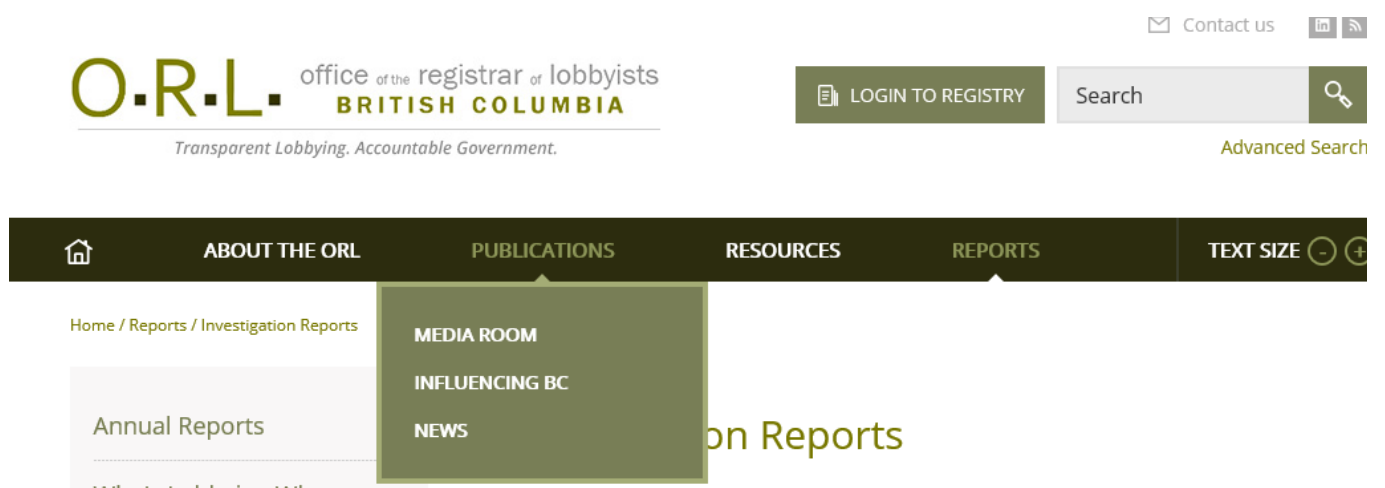 Contact us
in
O.R.L. office of the registrar of lobbyists
BRITISH COLUMBIA
LOGIN TO REGISTRY
Search
Transparent Lobbying. Accountable Government.
Advanced Search
ABOUT THE ORL
PUBLICATIONS
RESOURCES
REPORTS
TEXT SIZE - +
Home / Reports / Investigation Reports
MEDIA ROOM
INFLUENCING BC
NEWS
Annual Reports
on Reports